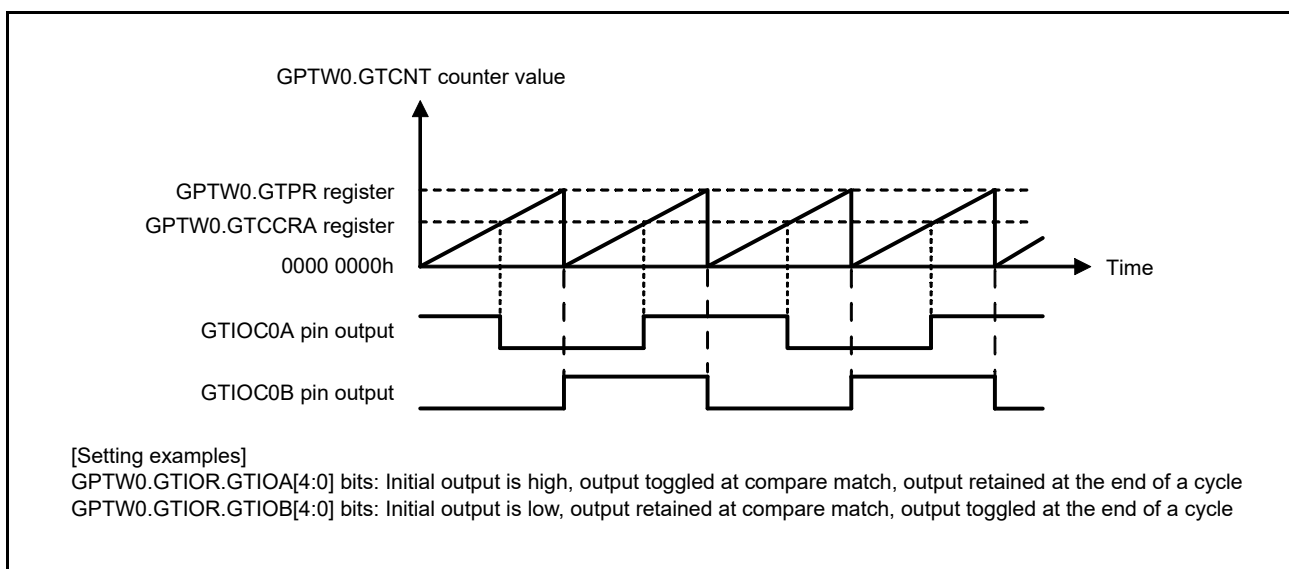 GPTW0.GTCNT counter value
GPTW0.GTPR register
GPTW0.GTCCRA register
0000 0000h
Time
GTIOC0A pin output
GTIOC0B pin output
[Setting examples]
GPTW0.GTIOR.GTIOA[4:0] bits: Initial output is high, output toggled at compare match, output retained at the end of a cycle
GPTW0.GTIOR.GTIOB[4:0] bits: Initial output is low, output retained at compare match, output toggled at the end of a cycle